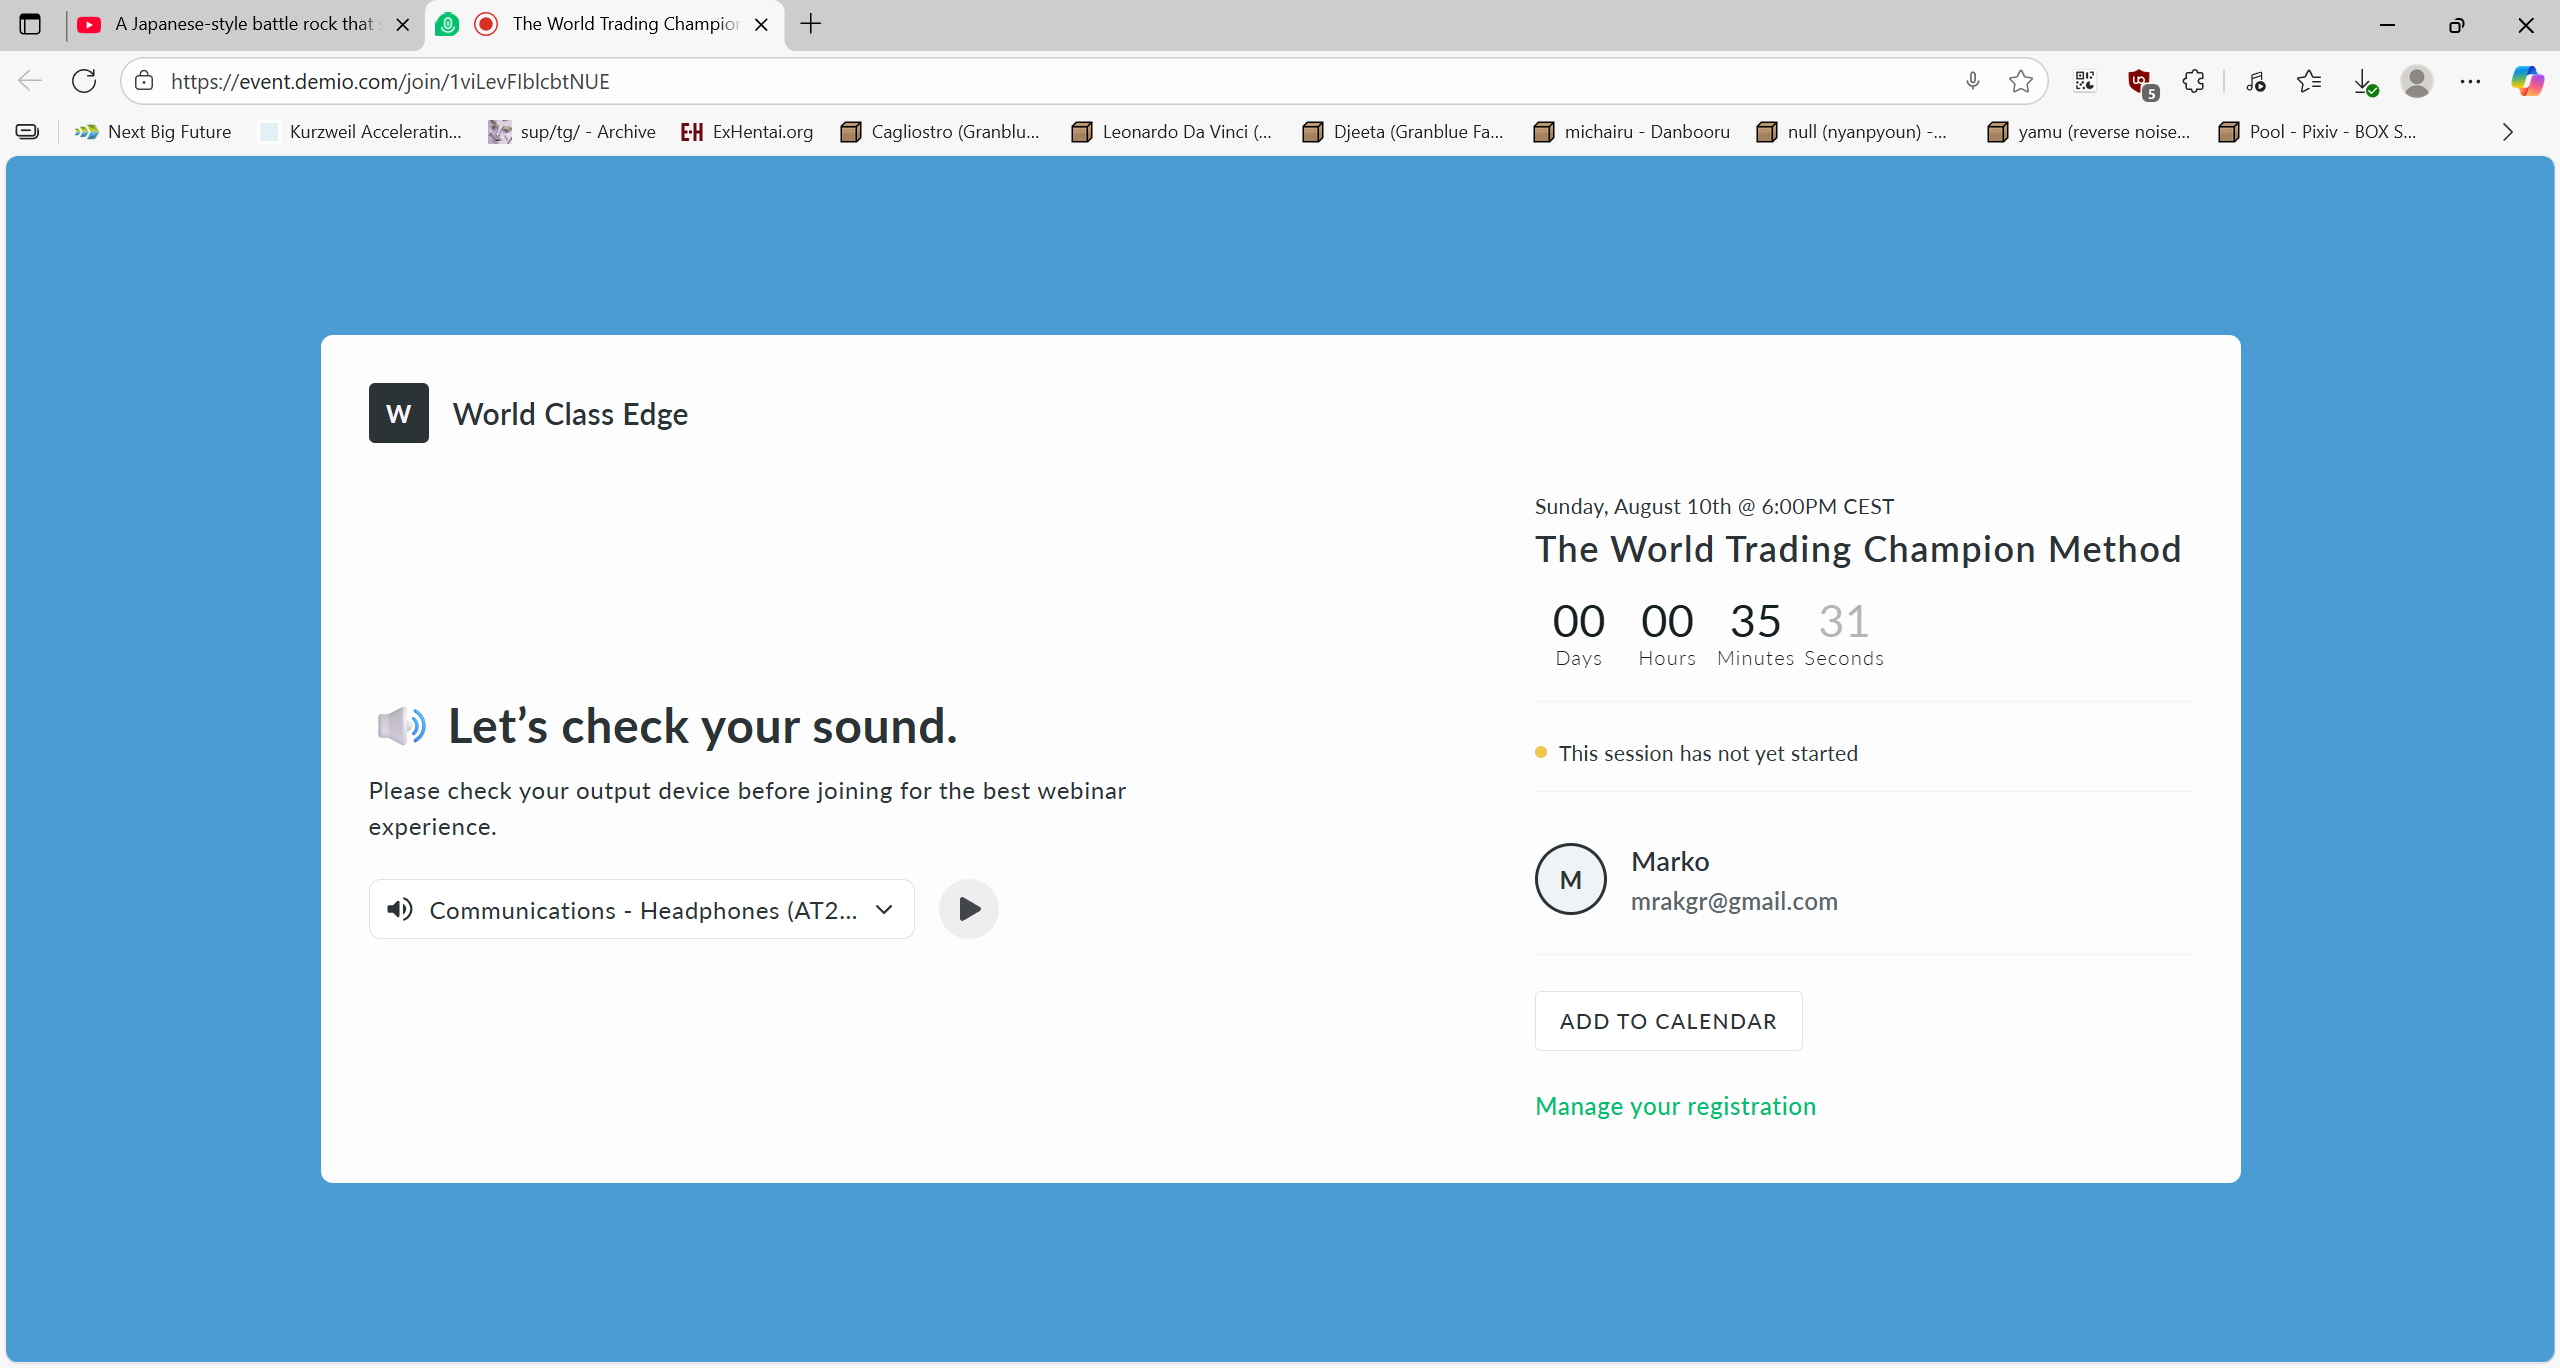 A Japanese-style battle rock that
The World Trading Champion
https://event.demio.com/join/1viLevFIblcbtNUE
5
Next Big Future
Kurzweil Acceleratin...
sup/tg/ - Archive
E-H ExHentai.org
Cagliostro (Granblu...
Leonardo Da Vinci (...
Djeeta (Granblue Fa...
michairu - Danbooru
null (nyanpyoun) -...
yamu (reverse noise...
Pool - Pixiv - BOX S...
W World Class Edge
Let’s check your sound.
Please check your output device before joining for the best webinar
experience.
Communications - Headphones (AT2...
Sunday, August 10th @ 6:00PM CEST
The World Trading Champion Method
00 00 35 31
Days Hours Minutes Seconds
This session has not yet started
M
Marko
mrakgr@gmail.com
ADD TO CALENDAR
Manage your registration